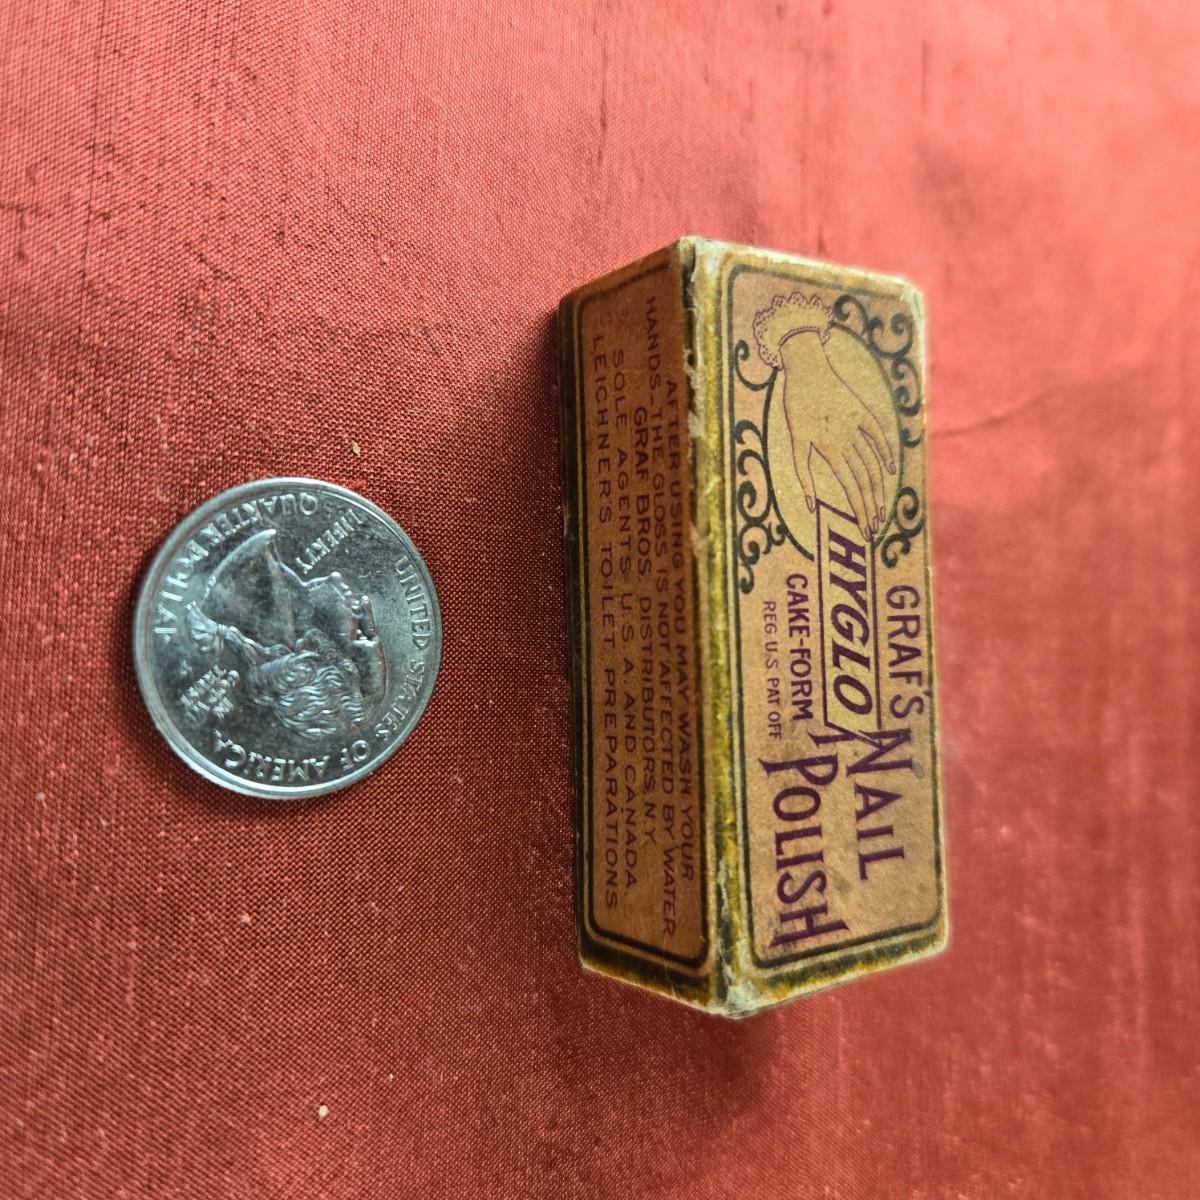 GRAF'S
HYGLO
NAIL
POLISH
CAKE-FORM
REG. U.S. PAT. OFF.
AFTER USING YOU MAY WASH YOUR
HANDS_THE GLOSS IS NOT AFFECTED BY WATER
GRAF BROS. DISTRIBUTORS, N.Y.
SOLE AGENTS U.S.A. AND CANADA.
LEICHNER'S TOILET PREPARATIONS
UNITED STATES OF AMERICA
LIBERTY
QUARTER DOLLAR